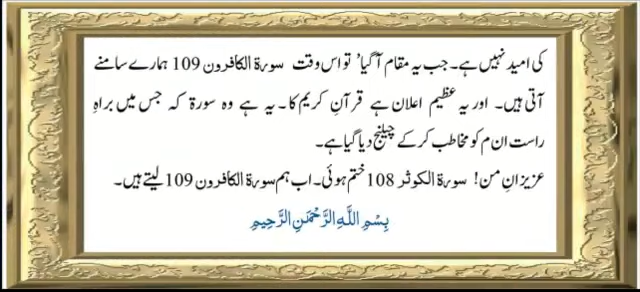 کی امید نہیں ہے۔ جب یہ مقام آ گیا' تو اس وقت سورۃ الکافرون 109 ہمارے سامنے
آتی ہیں۔ اور یہ عظیم اعلان ہے قرآنِ کریم کا۔ یہ ہے وہ سورۃ کہ جس میں براہِ
راست ان م کو مخاطب کر کے چیلنج دیا گیا ہے۔
عزیزانِ من! سورۃ الکوثر 108 ختم ہوئی۔ اب ہم سورۃ الکافرون 109 لیتے ہیں۔
بِسْمِ اللَّهِ الرَّحْمَٰنِ الرَّحِيمِ